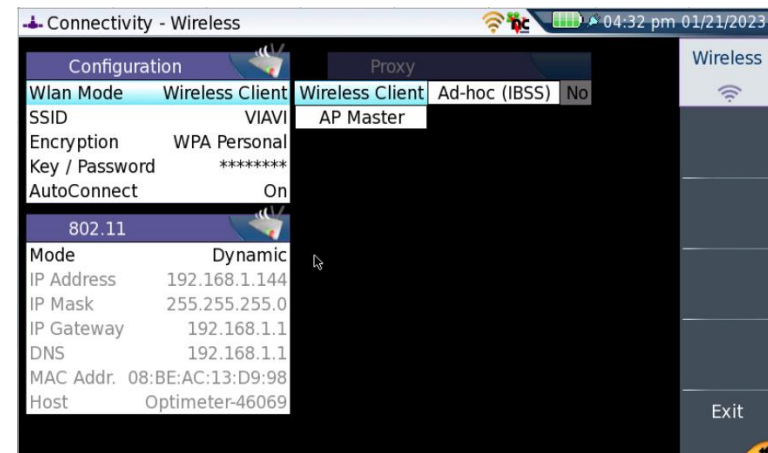 Connectivity - Wireless 04:32 pm 01/21/2023
Configuration Proxy Wireless
Wlan Mode Wireless Client Wireless Client Ad-hoc (IBSS) No
SSID VIAVI AP Master
Encryption WPA Personal
Key / Password ********
AutoConnect On
802.11
Mode Dynamic
IP Address 192.168.1.144
IP Mask 255.255.255.0
IP Gateway 192.168.1.1
DNS 192.168.1.1
MAC Addr. 08:BE:AC:13:D9:98
Host Optimeter-46069
Exit